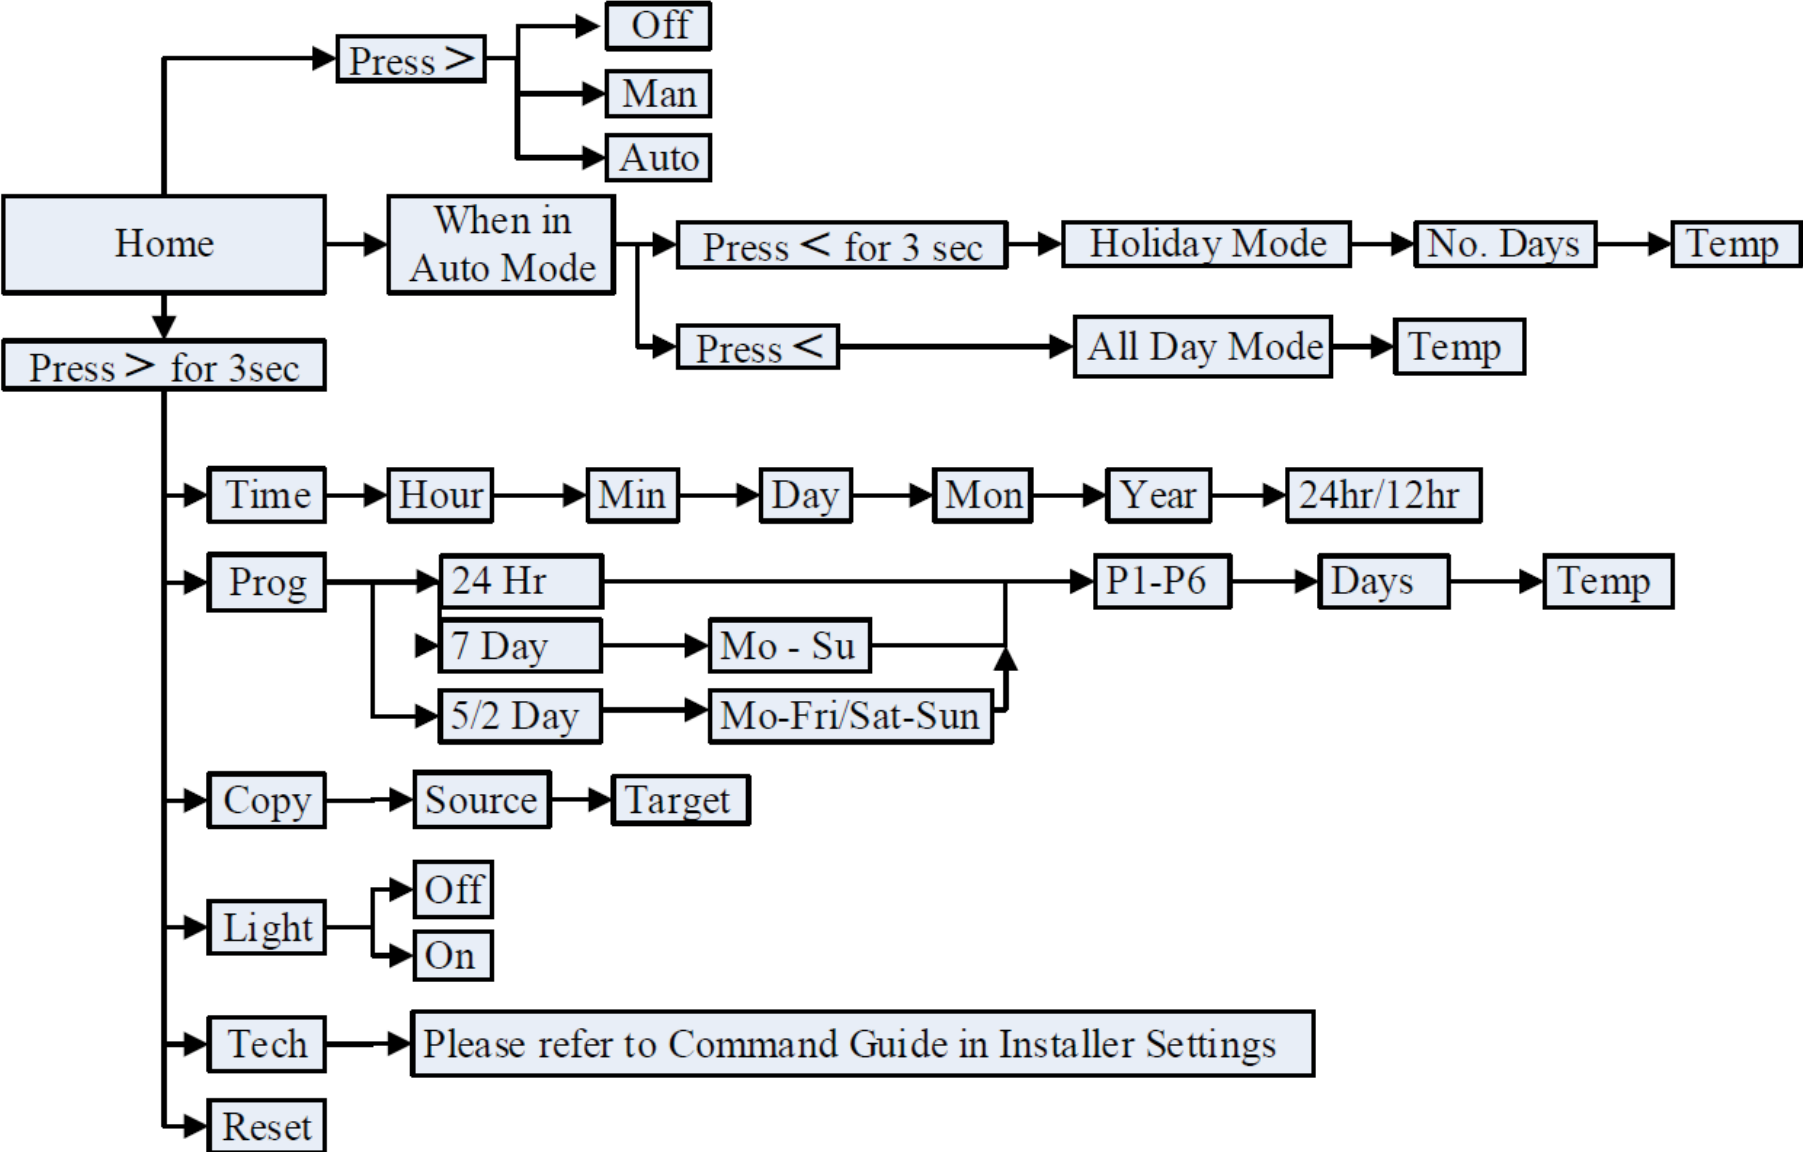 Off
Press >
Man
Auto
Home
When in
Auto Mode
Press < for 3 sec
Holiday Mode
No. Days
Temp
Press > for 3sec
Press <
All Day Mode
Temp
Time
Hour
Min
Day
Mon
Year
24hr/12hr
Prog
24 Hr
P1-P6
Days
Temp
7 Day
Mo - Su
5/2 Day
Mo-Fri/Sat-Sun
Copy
Source
Target
Light
Off
On
Tech
Please refer to Command Guide in Installer Settings
Reset